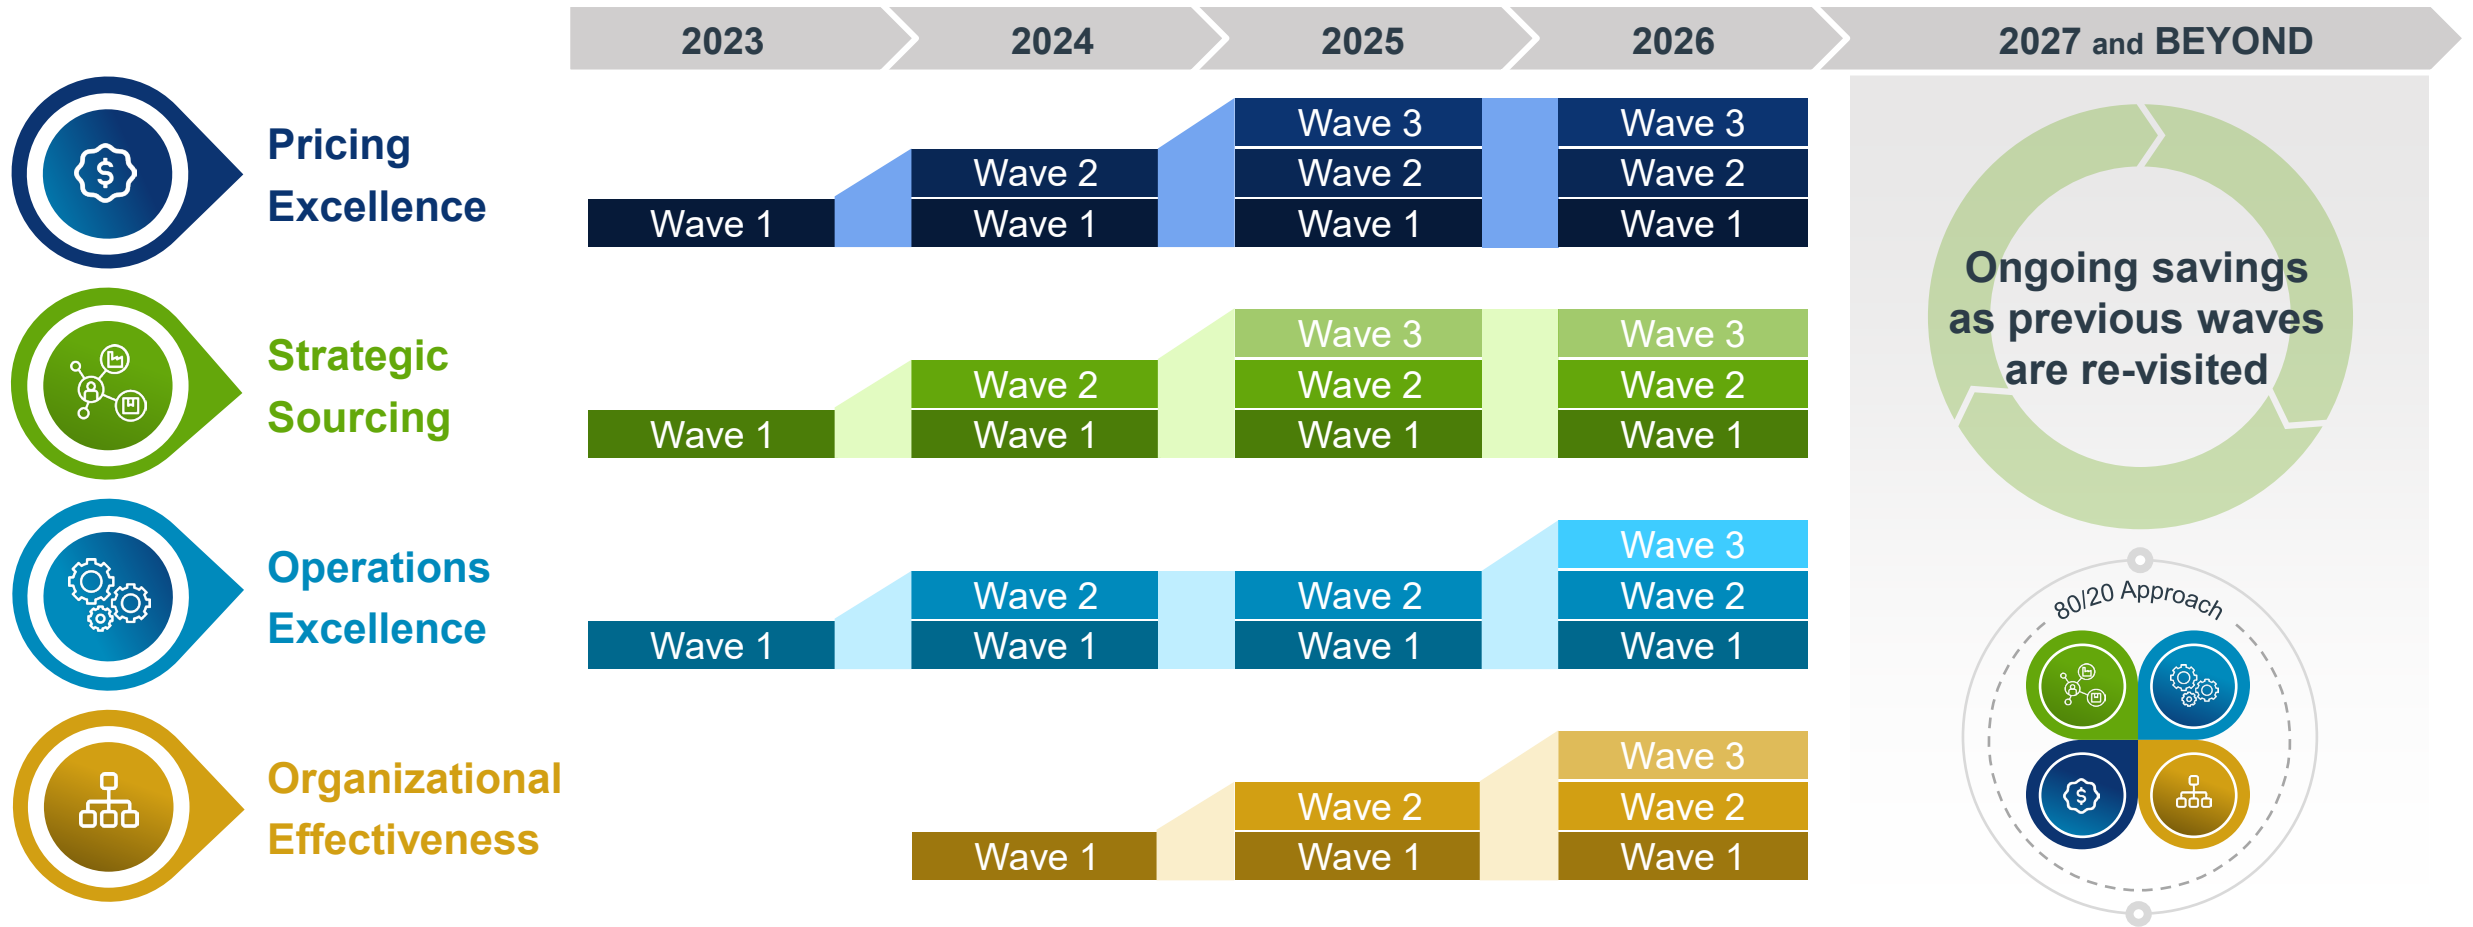 2023
2024
2025
2026
2027 and BEYOND
Pricing
Excellence
Wave 3
Wave 3
Wave 2
Wave 2
Wave 2
Wave 1
Wave 1
Wave 1
Wave 1
Strategic
Sourcing
Wave 3
Wave 3
Wave 2
Wave 2
Wave 2
Wave 1
Wave 1
Wave 1
Wave 1
Operations
Excellence
Wave 3
Wave 2
Wave 2
Wave 2
Wave 1
Wave 1
Wave 1
Wave 1
Organizational
Effectiveness
Wave 3
Wave 2
Wave 2
Wave 1
Wave 1
Wave 1
Ongoing savings
as previous waves
are re-visited
80/20 Approach
$
$